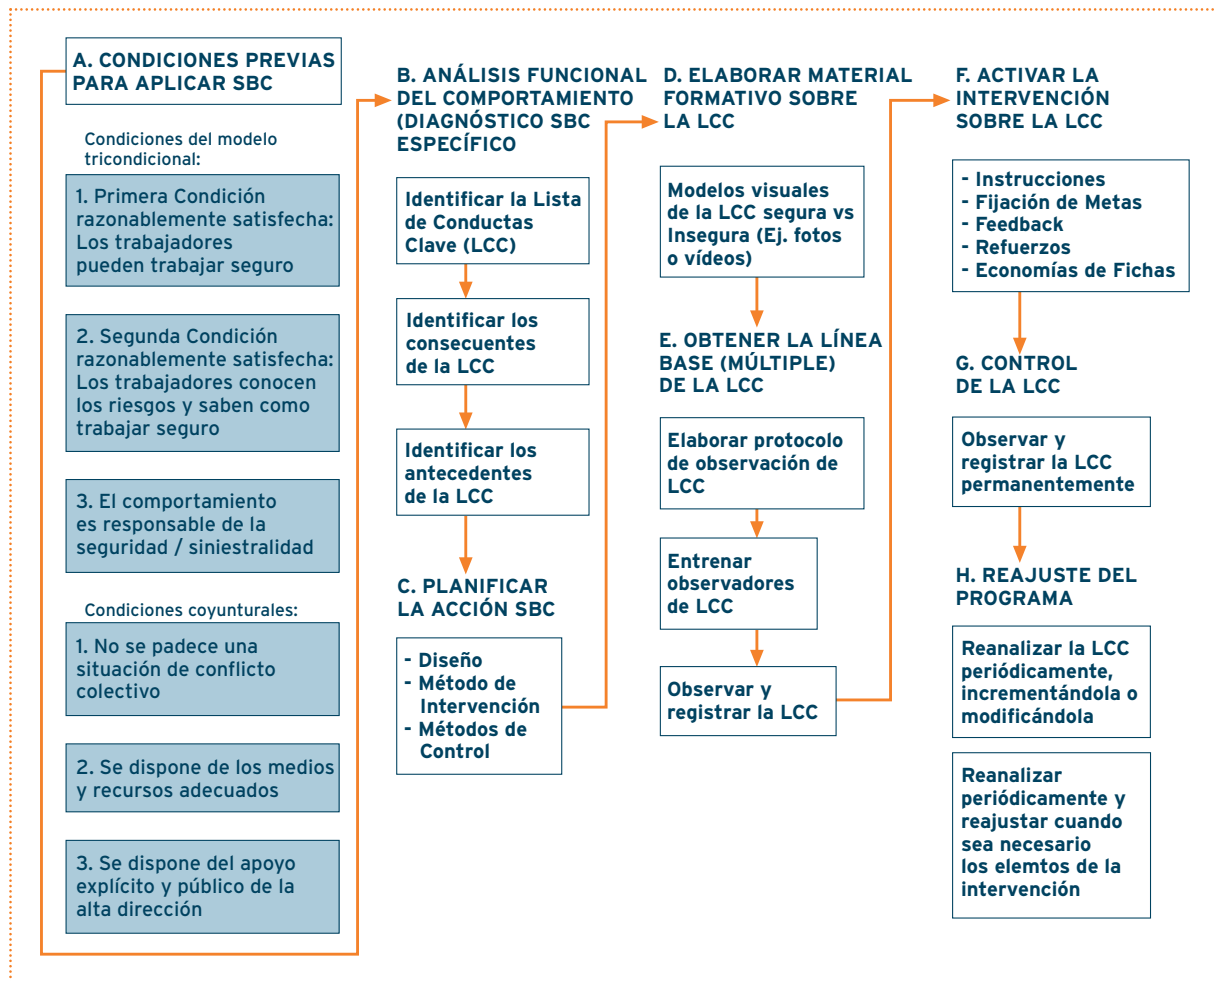 A. CONDICIONES PREVIAS
PARA APLICAR SBC
Condiciones del modelo
tricondicional:
1. Primera Condición
razonablemente satisfecha:
Los trabajadores
pueden trabajar seguro
2. Segunda Condición
razonablemente satisfecha:
Los trabajadores conocen
los riesgos y saben como
trabajar seguro
3. El comportamiento
es responsable de la
seguridad / siniestralidad
Condiciones coyunturales:
1. No se padece una
situación de conflicto
colectivo
2. Se dispone de los medios
y recursos adecuados
3. Se dispone del apoyo
explícito y público de la
alta dirección
B. ANÁLISIS FUNCIONAL
DEL COMPORTAMIENTO
(DIAGNÓSTICO SBC
ESPECÍFICO
Identificar la Lista
de Conductas
Clave (LCC)
Identificar los
consecuentes
de la LCC
Identificar los
antecedentes
de la LCC
C. PLANIFICAR
LA ACCIÓN SBC
- Diseño
- Método de
Intervención
- Métodos de
Control
D. ELABORAR MATERIAL
FORMATIVO SOBRE
LA LCC
Modelos visuales
de la LCC segura vs
Insegura (Ej. fotos
o vídeos)
E. OBTENER LA LÍNEA
BASE (MÚLTIPLE)
DE LA LCC
Elaborar protocolo
de observación de
LCC
Entrenar
observadores
de LCC
Observar y
registrar la LCC
F. ACTIVAR LA
INTERVENCIÓN
SOBRE LA LCC
- Instrucciones
- Fijación de Metas
- Feedback
- Refuerzos
- Economías de Fichas
G. CONTROL
DE LA LCC
Observar y
registrar la LCC
permanentemente
H. REAJUSTE DEL
PROGRAMA
Reanalizar la LCC
periódicamente,
incrementándola o
modificándola
Reanalizar
periódicamente y
reajustar cuando
sea necesario
los elemtos de la
intervención